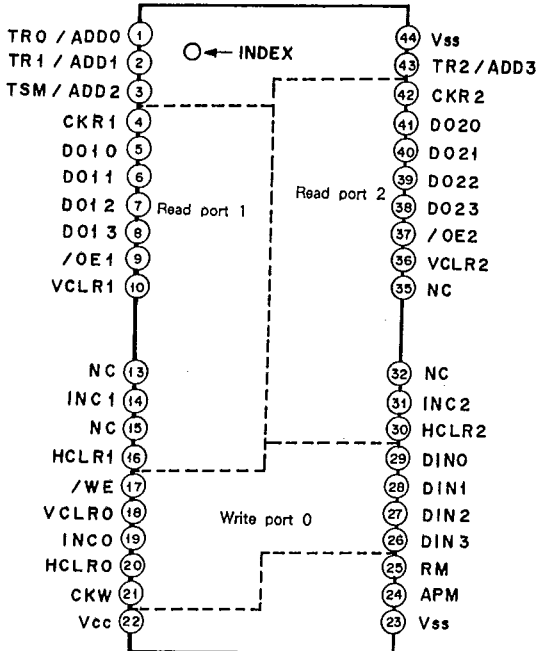 TR0/ADD0 1 44 Vss
INDEX
TR1/ADD1 2 43 TR2/ADD3
TSM/ADD2 3 42 CKR2
CKR1 4 41 DO20
DO10 5 40 DO21
DO11 6 39 DO22
Read port 1
Read port 2
DO12 7 38 DO23
DO13 8 37 /OE2
/OE1 9 36 VCLR2
VCLR1 10 35 NC
NC 13 32 NC
INC1 14 31 INC2
NC 15 30 HCLR2
HCLR1 16 29 DIN0
/WE 17 28 DIN1
VCLR0 18 27 DIN2
Write port 0
INC0 19 26 DIN3
HCLR0 20 25 RM
CKW 21 24 APM
Vcc 22 23 Vss